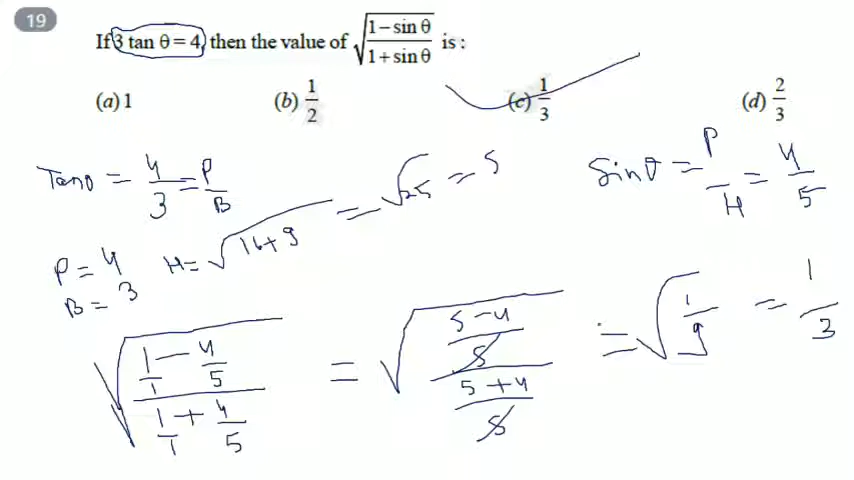 19
If 3 tan θ = 4, then the value of √((1 − sin θ)/(1 + sin θ)) is :
(a) 1 (b) 1/2 (c) 1/3 (d) 2/3
Tanθ = 4/3 = P/B
P = 4
B = 3
H = √(16+9) = √25 = 5
Sinθ = P/H = 4/5
√((1/1 − 4/5)/(1/1 + 4/5)) = √(((5−4)/5)/((5+4)/5)) = √(1/9) = 1/3